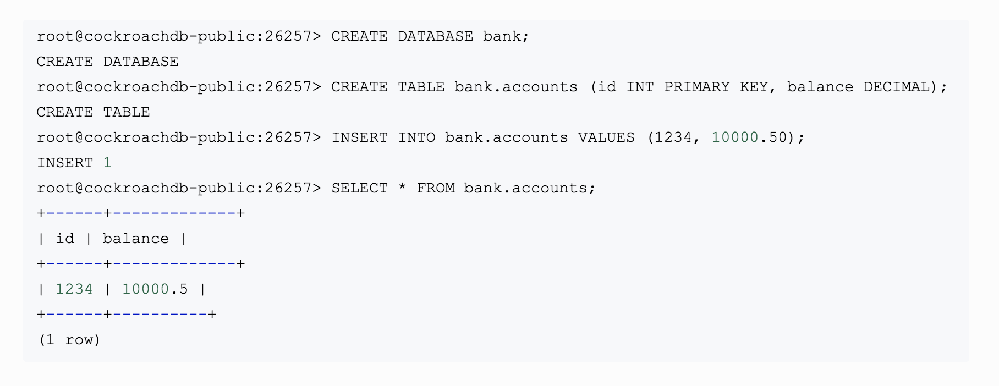 root@cockroachdb-public:26257> CREATE DATABASE bank;
CREATE DATABASE
root@cockroachdb-public:26257> CREATE TABLE bank.accounts (id INT PRIMARY KEY, balance DECIMAL);
CREATE TABLE
root@cockroachdb-public:26257> INSERT INTO bank.accounts VALUES (1234, 10000.50);
INSERT 1
root@cockroachdb-public:26257> SELECT * FROM bank.accounts;
+------+-------------+
| id | balance |
+------+-------------+
| 1234 | 10000.5 |
+------+----------+
(1 row)